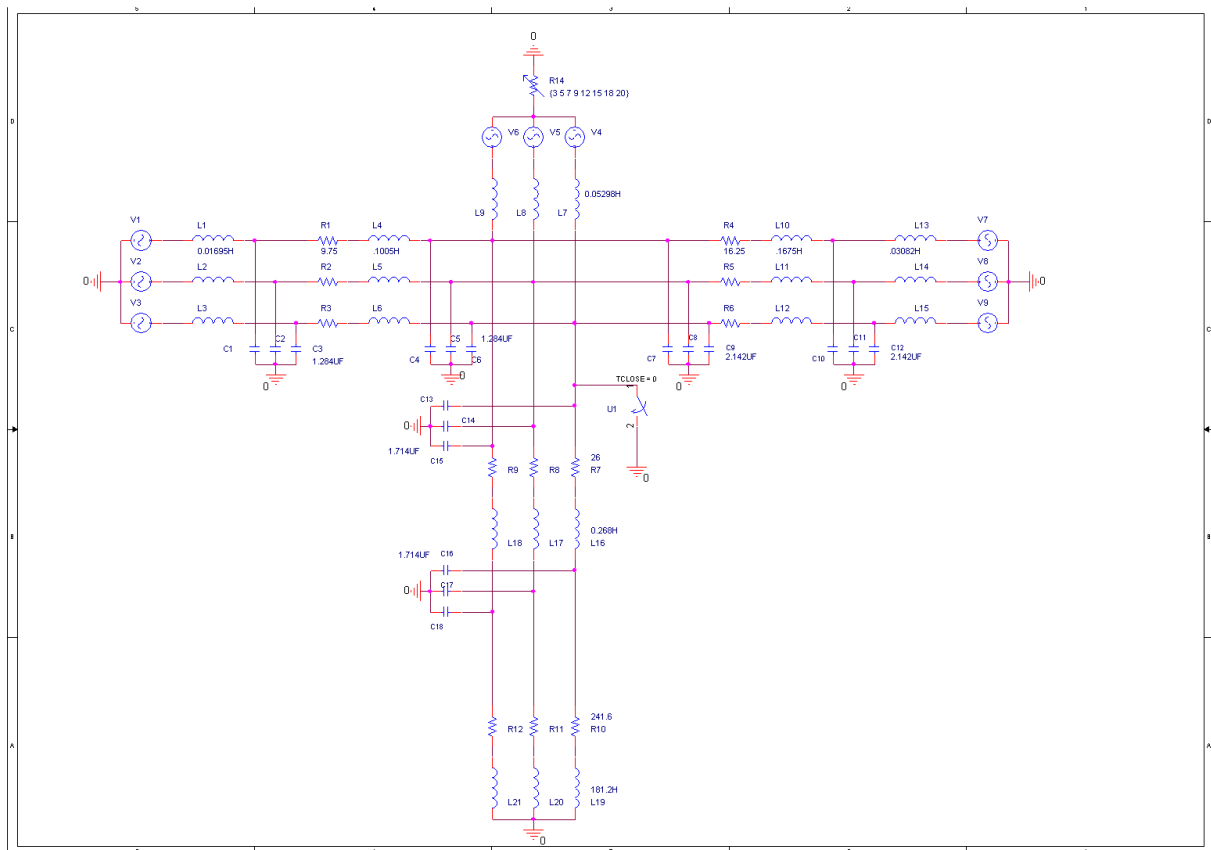 5 4 2 1
0
R14
{3 5 7 9 12 15 18 20}
D D
V6 V5 V4
0.05298H
L9 L8 L7
V1 L1 R1 L4 R4 L10 L13 V7
0.01695H 9.75 .1005H 16.25 .1675H .03082H
V2 L2 R2 L5 R5 L11 L14 V8
0 0
V3 L3 R3 L6 R6 L12 L15 V9
C C
C1 C2 C3 C4 C5 C6 C7 C8 C9 C10 C11 C12
1.284UF 1.284UF 2.142UF 2.142UF
0 0 0 0
TCLOSE = 0
1
U1
2
0
C13
0 C14
1.714UF C15
26
R9 R8 R7
0.268H
B B
L18 L17 L16
1.714UF C16
0 C17
C18
241.6
R12 R11 R10
A A
181.2H
L21 L20 L19
0